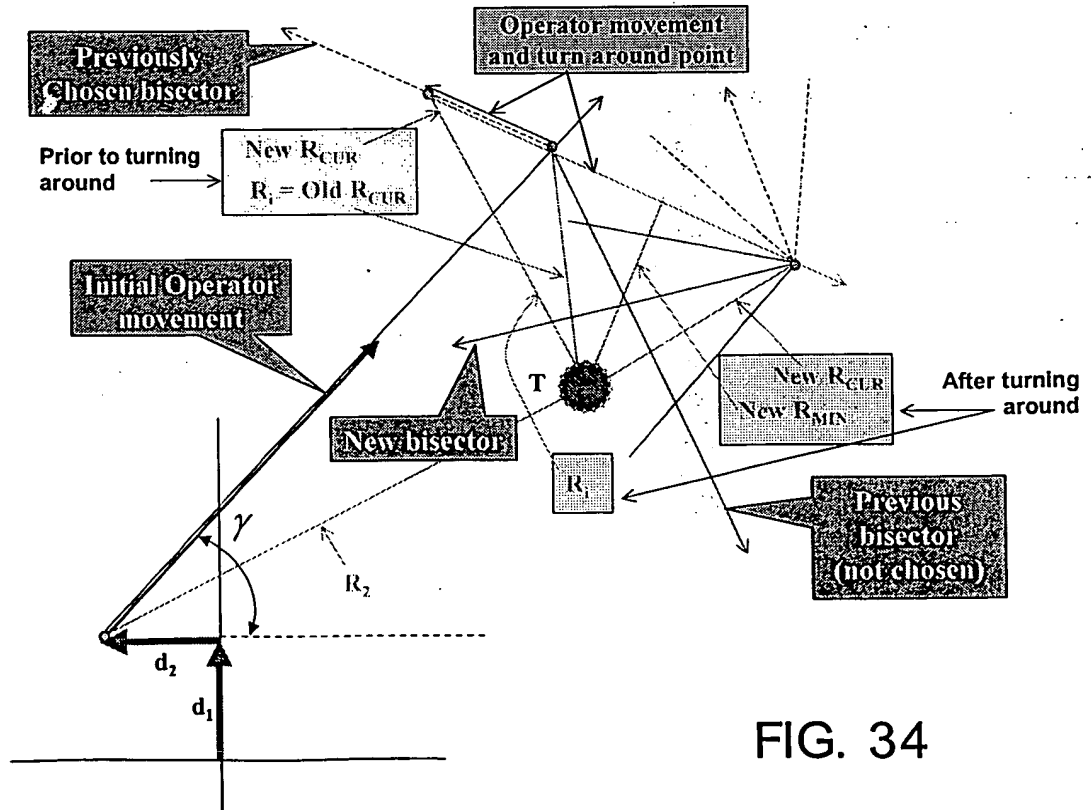 Operator movement
and turn around point
Previously
Chosen bisector
Prior to turning
around
New R_CUR
R_i = Old R_CUR
Initial Operator
movement
T
New R_CUR
New R_MIN
After turning
around
New bisector
R_i
Previous
bisector
(not chosen)
γ
R_2
d_2
d_1
FIG. 34